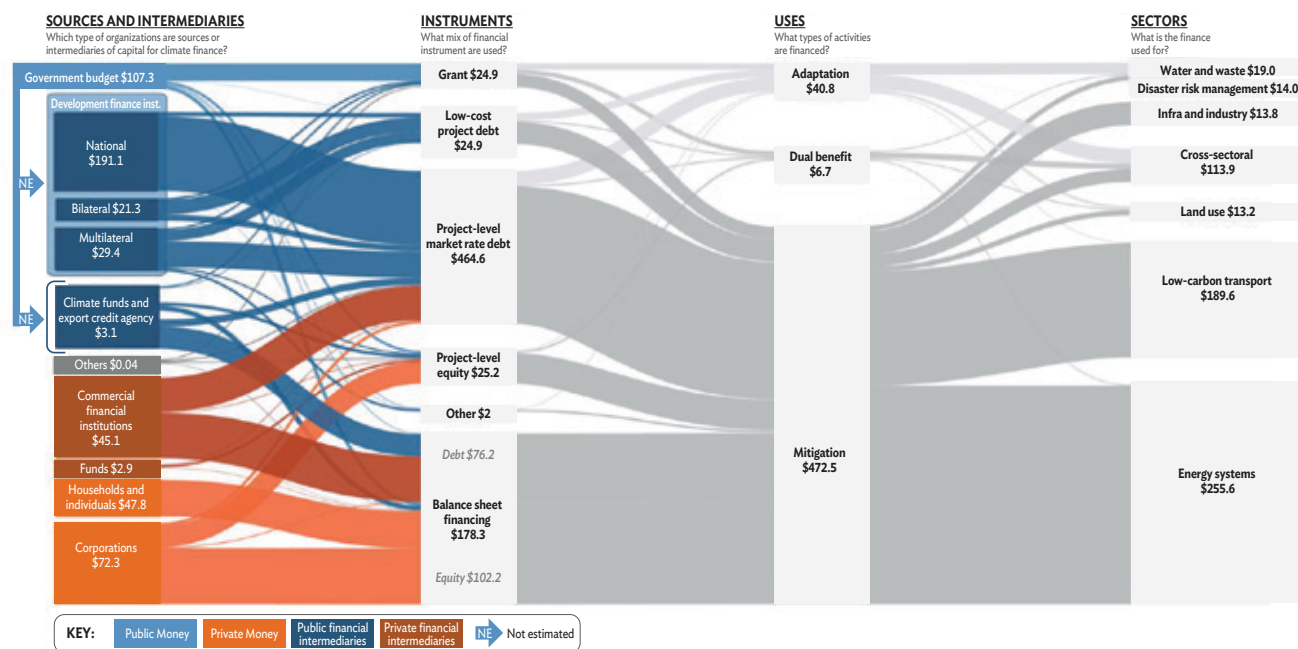 SOURCES AND INTERMEDIARIES
Which type of organizations are sources or
intermediaries of capital for climate finance?
Government budget $107.3
Development finance inst.
National
$191.1
NE
Bilateral $21.3
Multilateral
$29.4
Climate funds and
export credit agency
$3.1
NE
Others $0.04
Commercial
financial
institutions
$45.1
Funds $2.9
Households and
individuals $47.8
Corporations
$72.3
INSTRUMENTS
What mix of financial
instrument are used?
Grant $24.9
Low-cost
project debt
$24.9
Project-level
market rate debt
$464.6
Project-level
equity $25.2
Other $2
Debt $76.2
Balance sheet
financing
$178.3
Equity $102.2
USES
What types of activities
are financed?
Adaptation
$40.8
Dual benefit
$6.7
Mitigation
$472.5
SECTORS
What is the finance
used for?
Water and waste $19.0
Disaster risk management $14.0
Infra and industry $13.8
Cross-sectoral
$113.9
Land use $13.2
Low-carbon transport
$189.6
Energy systems
$255.6
KEY:
Public Money
Private Money
Public financial
intermediaries
Private financial
intermediaries
NE
Not estimated